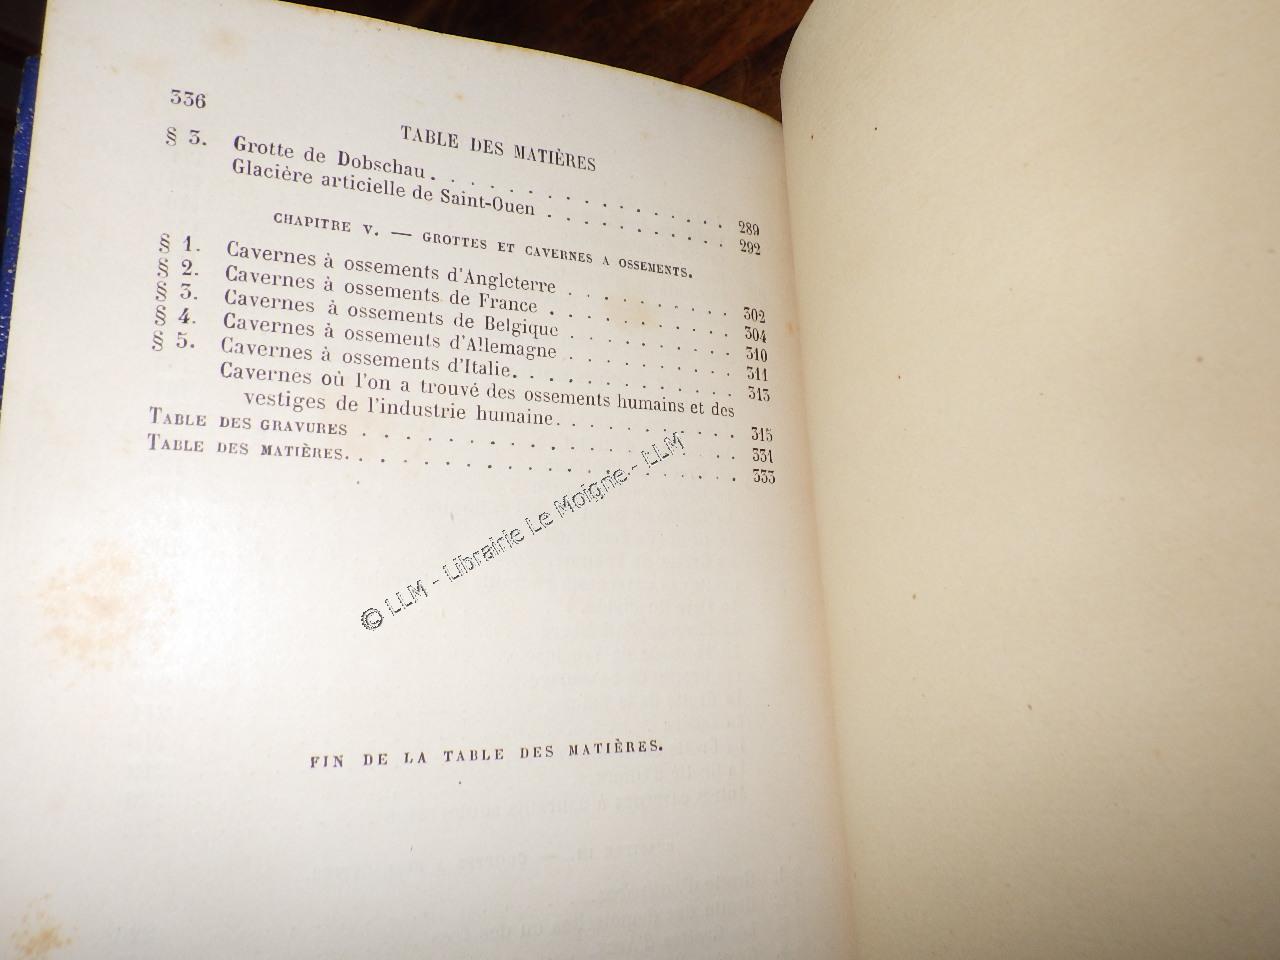 336
TABLE DES MATIÈRES
§ 3. Grotte de Dobschau . . . . . . . . . . . . . . . 289
Glacière articielle de Saint-Ouen . . . . . . . . . . 292
CHAPITRE V. — GROTTES ET CAVERNES A OSSEMENTS.
§ 1. Cavernes à ossements d'Angleterre . . . . . . . . . 302
§ 2. Cavernes à ossements de France . . . . . . . . . . 304
§ 3. Cavernes à ossements de Belgique . . . . . . . . . 310
§ 4. Cavernes à ossements d'Allemagne . . . . . . . . . 311
§ 5. Cavernes à ossements d'Italie. . . . . . . . . . . . 313
Cavernes où l'on a trouvé des ossements humains et des
vestiges de l'industrie humaine. . . . . . . . . . 315
TABLE DES GRAVURES . . . . . . . . . . . . . . . . . 331
TABLE DES MATIÈRES. . . . . . . . . . . . . . . . . . 333
© LLM - Librairie Le Moigne - LLM
FIN DE LA TABLE DES MATIÈRES.